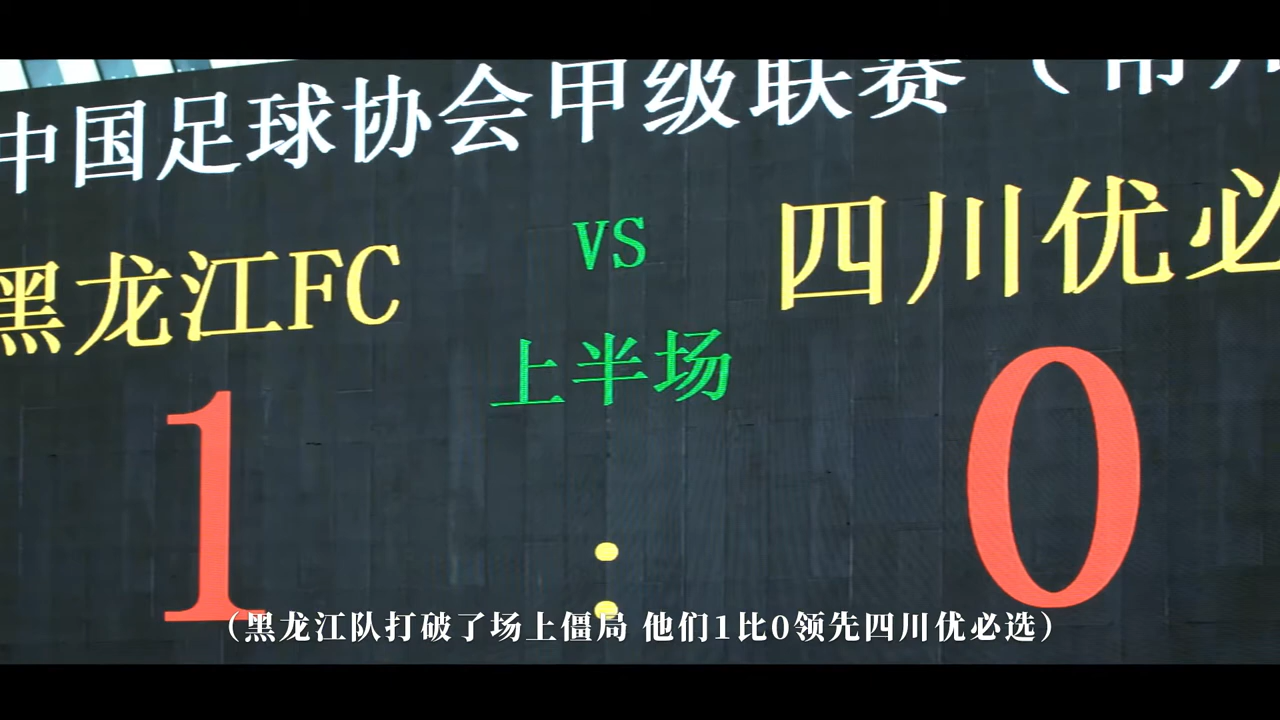 中国足球协会甲级联赛（
黑龙江FC VS 四川优必
上半场
1 : 0
（黑龙江队打破了场上僵局 他们1比0领先四川优必选）